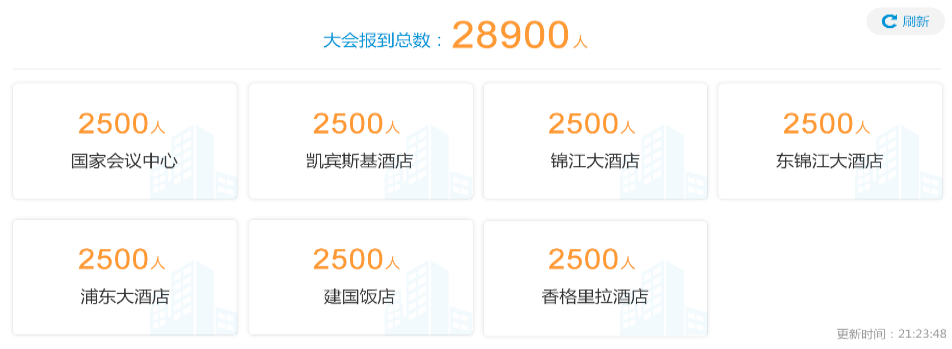 刷新
大会报到总数：28900人
2500人
国家会议中心
2500人
凯宾斯基酒店
2500人
锦江大酒店
2500人
东锦江大酒店
2500人
浦东大酒店
2500人
建国饭店
2500人
香格里拉酒店
更新时间：21:23:48